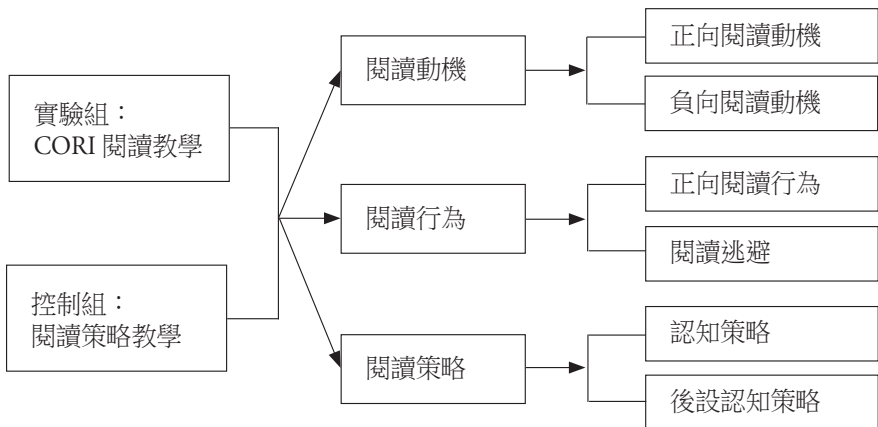 實驗組：
CORI 閱讀教學
控制組：
閱讀策略教學
閱讀動機
閱讀行為
閱讀策略
正向閱讀動機
負向閱讀動機
正向閱讀行為
閱讀逃避
認知策略
後設認知策略